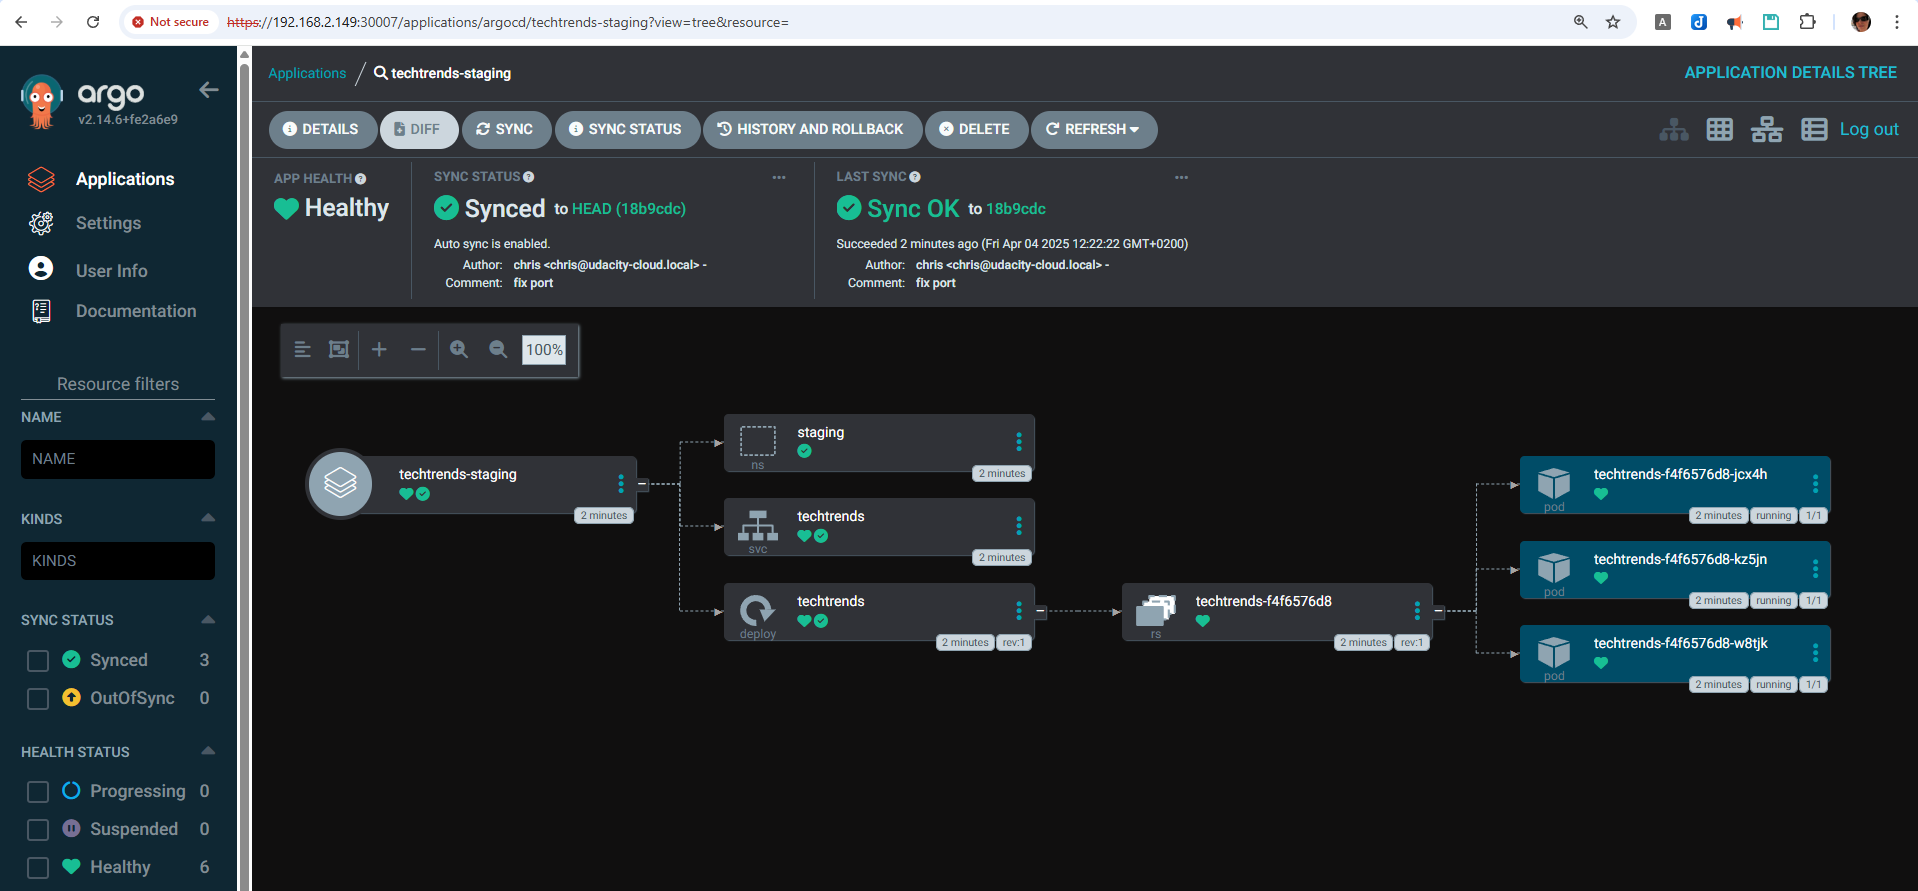 Not secure https://192.168.2.149:30007/applications/argocd/techtrends-staging?view=tree&resource=
A
argo
v2.14.6+fe2a6e9
Applications
Settings
User Info
Documentation
Resource filters
NAME
NAME
KINDS
KINDS
SYNC STATUS
Synced 3
OutOfSync 0
HEALTH STATUS
Progressing 0
Suspended 0
Healthy 6
Applications / techtrends-staging
APPLICATION DETAILS TREE
DETAILS DIFF SYNC SYNC STATUS HISTORY AND ROLLBACK DELETE REFRESH
Log out
APP HEALTH
Healthy
SYNC STATUS
Synced to HEAD (18b9cdc)
Auto sync is enabled.
Author: chris <chris@udacity-cloud.local> -
Comment: fix port
LAST SYNC
Sync OK to 18b9cdc
Succeeded 2 minutes ago (Fri Apr 04 2025 12:22:22 GMT+0200)
Author: chris <chris@udacity-cloud.local> -
Comment: fix port
100%
techtrends-staging
2 minutes
staging
ns
2 minutes
techtrends
svc
2 minutes
techtrends
deploy
2 minutes rev:1
techtrends-f4f6576d8
rs
2 minutes rev:1
techtrends-f4f6576d8-jcx4h
pod
2 minutes running 1/1
techtrends-f4f6576d8-kz5jn
pod
2 minutes running 1/1
techtrends-f4f6576d8-w8tjk
pod
2 minutes running 1/1